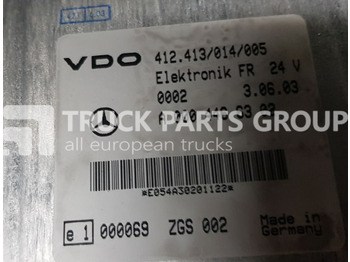 VDO 412.413/014/005
Elektronik FR 24 V
0002 3.06.03
TRUCK PARTS GROUP
all european trucks
*E054A30201122*
e1 000069 ZGS 002
Made in
Germany